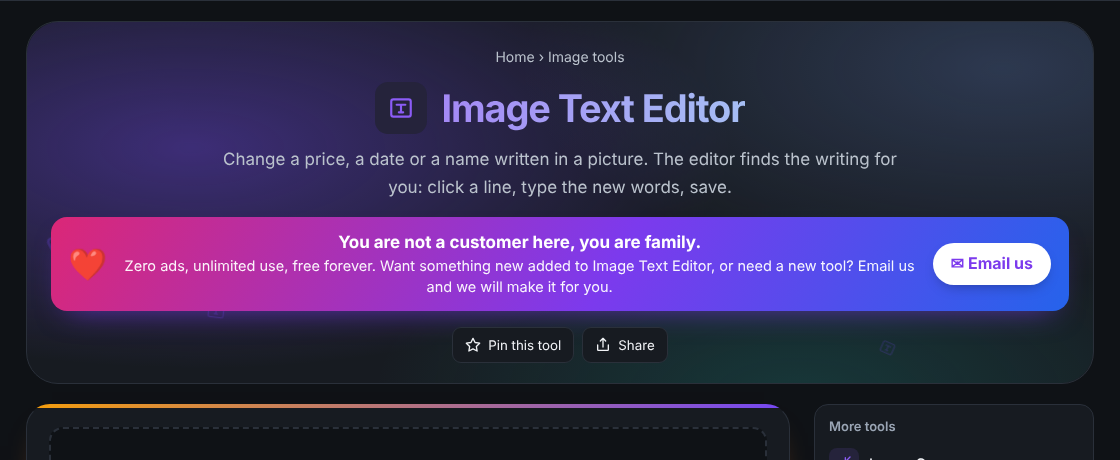 Home › Image tools
Image Text Editor
Change a price, a date or a name written in a picture. The editor finds the writing for
you: click a line, type the new words, save.
You are not a customer here, you are family.
Zero ads, unlimited use, free forever. Want something new added to Image Text Editor, or need a new tool? Email us
and we will make it for you.
✉ Email us
Pin this tool
Share
More tools